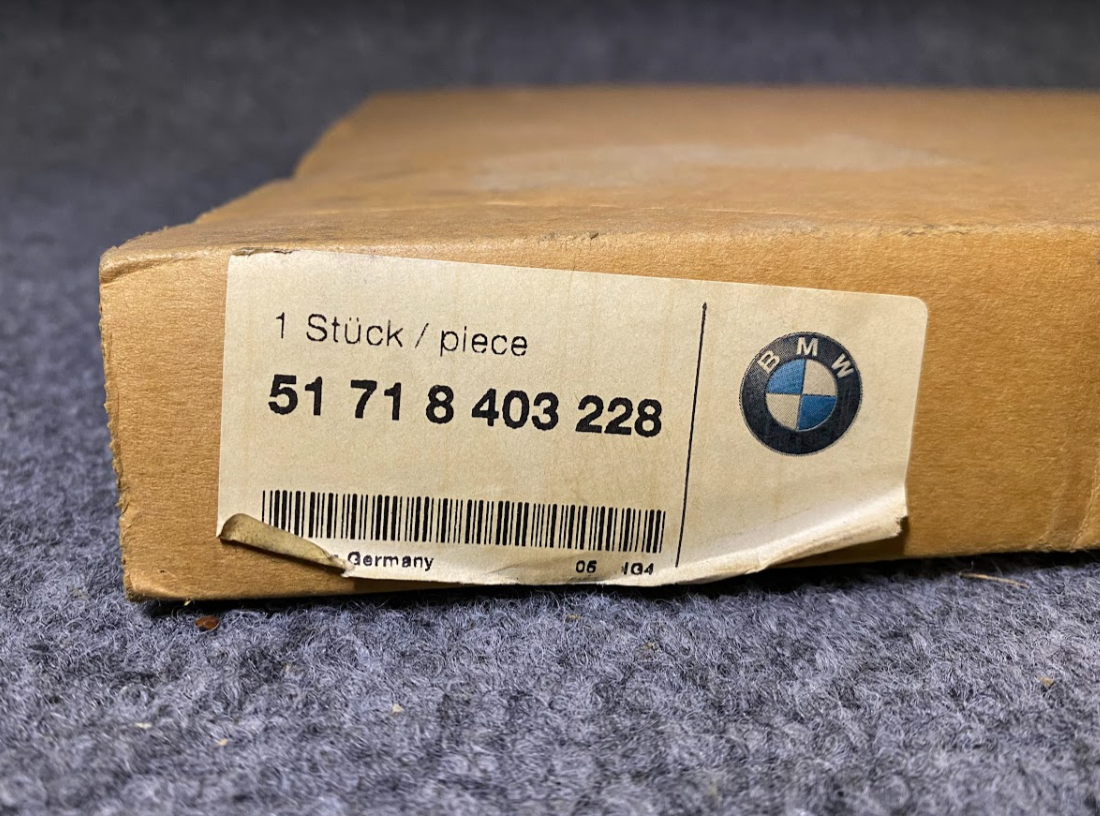 1 Stück / piece
51 71 8 403 228
BMW
Germany 05